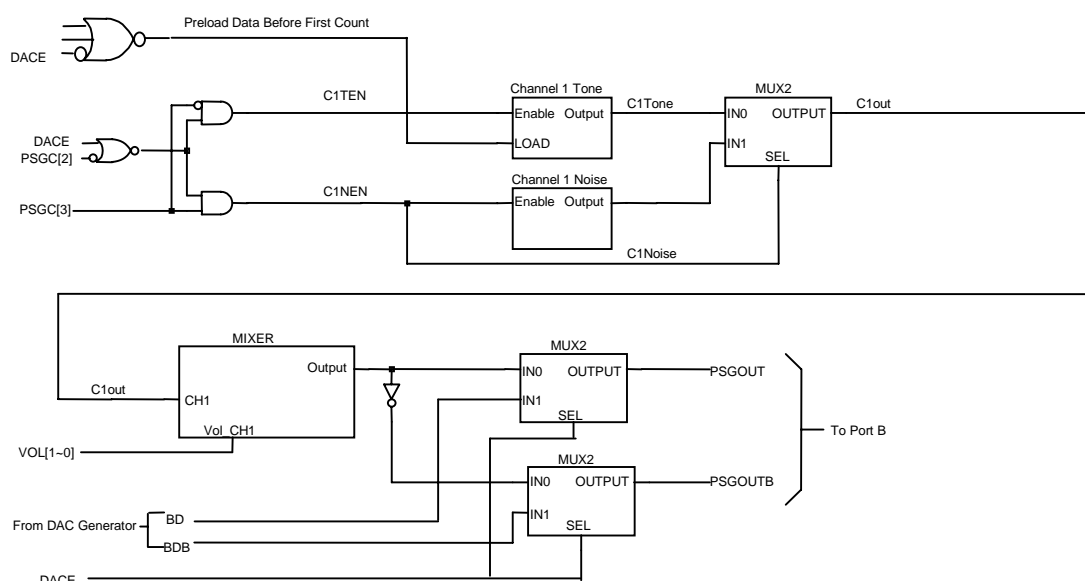 Preload Data Before First Count
DACE
Channel 1 Tone
MUX2
C1TEN
C1Tone
C1out
Enable Output
IN0 OUTPUT
DACE
LOAD
IN1
PSGC[2]
SEL
Channel 1 Noise
C1NEN
Enable Output
PSGC[3]
C1Noise
MIXER
MUX2
Output
IN0 OUTPUT
PSGOUT
C1out
CH1
IN1
SEL
Vol_CH1
To Port B
VOL[1~0]
MUX2
IN0 OUTPUT
PSGOUTB
BD
IN1
From DAC Generator
SEL
BDB
DACE